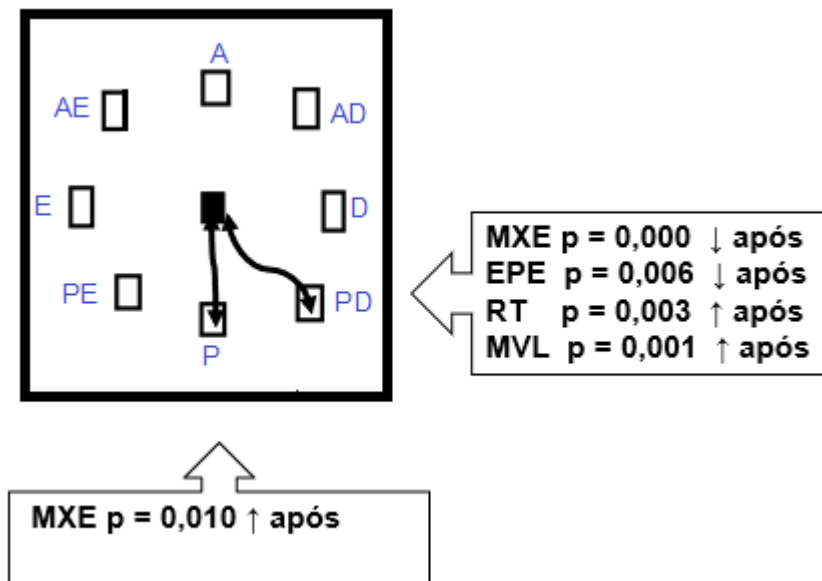 A
AE
AD
E
D
PE
PD
P
MXE p = 0,000 ↓ após
EPE p = 0,006 ↓ após
RT p = 0,003 ↑ após
MVL p = 0,001 ↑ após
MXE p = 0,010 ↑ após